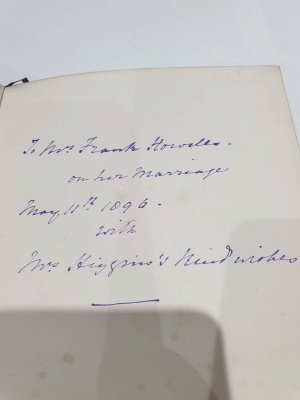 To Mrs Frank Howells.
on her Marriage
May 11th 1896.
with
Mrs Higgins's Kind wishes